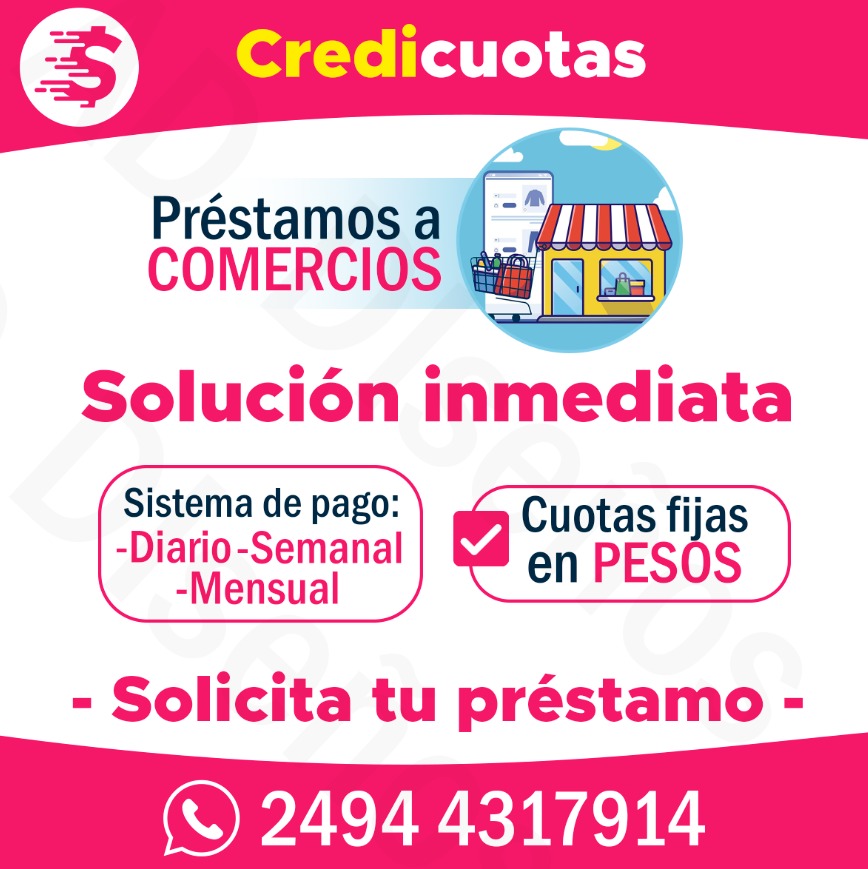 Credicuotas
Préstamos a
COMERCIOS
Solución inmediata
Sistema de pago:
-Diario -Semanal
-Mensual
Cuotas fijas
en PESOS
- Solicita tu préstamo -
2494 4317914